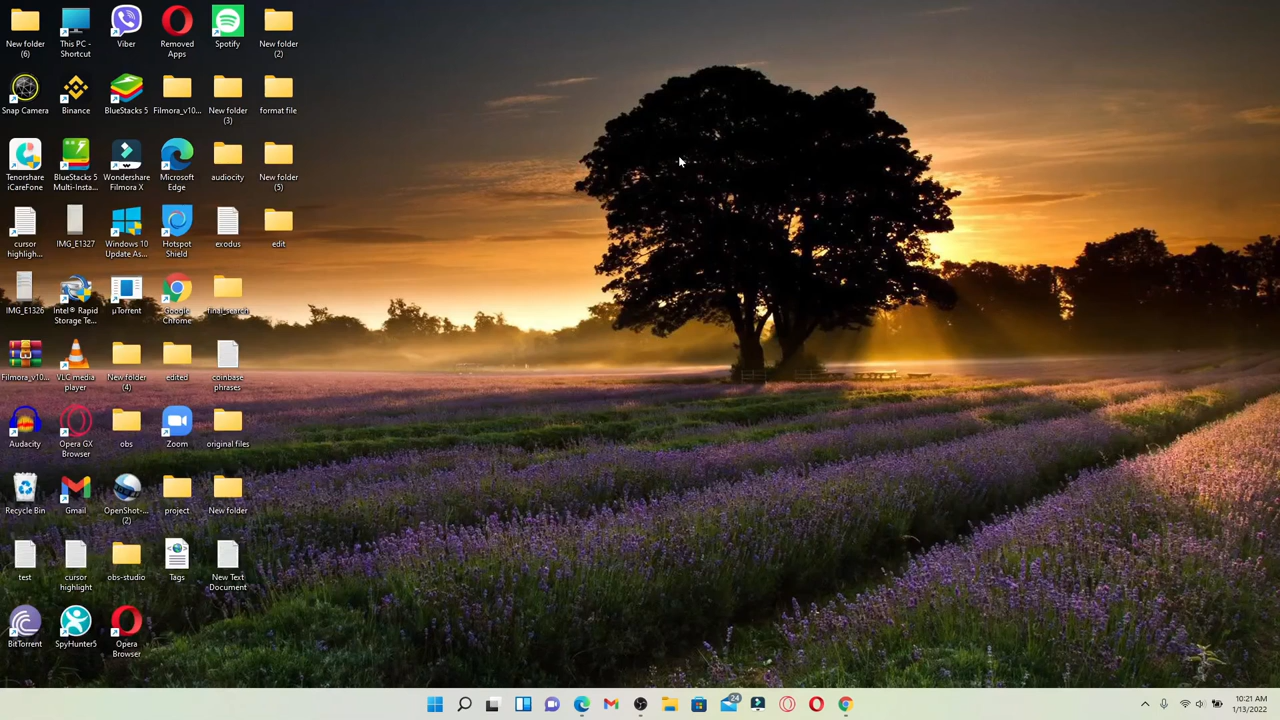 New folder
(6)
This PC -
Shortcut
Viber
Removed
Apps
Spotify
New folder
(2)
Snap Camera
Binance
BlueStacks 5
Filmora_v10...
New folder
(3)
format file
Tenorshare
iCareFone
BlueStacks 5
Multi-Insta...
Wondershare
Filmora X
Microsoft
Edge
audiocity
New folder
(5)
cursor
highligh...
IMG_E1327
Windows 10
Update As...
Hotspot
Shield
exodus
edit
IMG_E1326
Intel® Rapid
Storage Te...
µTorrent
Google
Chrome
final_search
Filmora_v10...
VLC media
player
New folder
(4)
edited
coinbase
phrases
Audacity
Opera GX
Browser
obs
Zoom
original files
Recycle Bin
Gmail
OpenShot-...
(2)
project
New folder
test
cursor
highlight
obs-studio
Tags
New Text
Document
BitTorrent
SpyHunter5
Opera
Browser
24
10:21 AM
1/13/2022